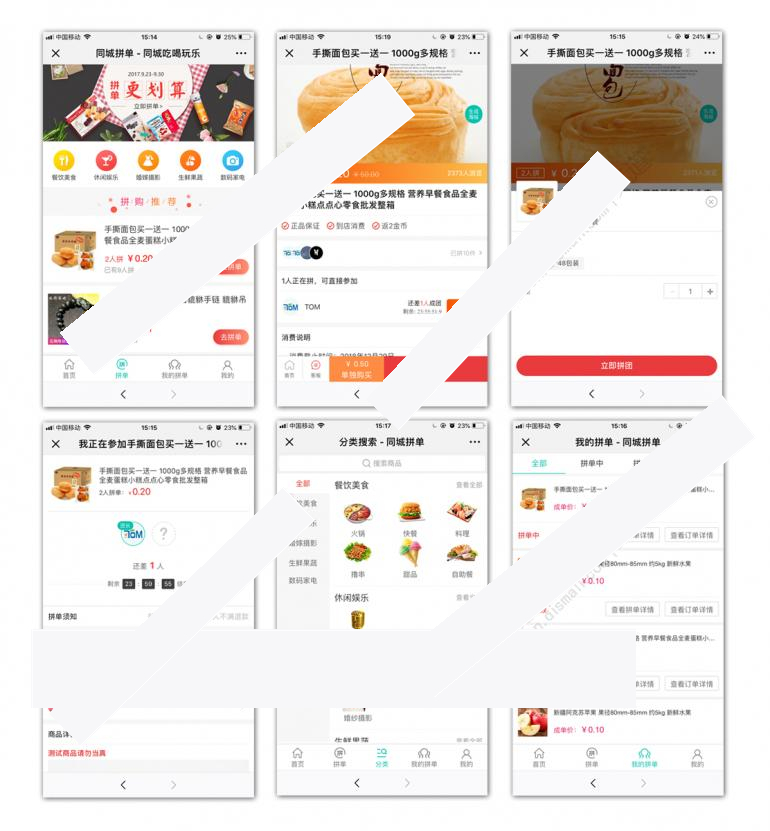 中国移动 15:14 25%
同城拼单 - 同城吃喝玩乐
2017.9.23-9.30
拼单
更划算
立即拼单>
餐饮美食 休闲娱乐 婚嫁摄影 生鲜果蔬 数码家电
拼/购/推/荐
手撕面包买一送一
餐食品全麦蛋糕小
2人拼 ¥0.20
已有9人拼
拼单
貔貅手链 貔貅吊
去拼单
首页 拼单 我的拼单 我的
中国移动 15:19 23%
手撕面包买一送一 1000g多规格
面包
生成海报
¥ 50.00 2373人浏览
买一送一 1000g多规格 营养早餐食品全麦
小糕点点心零食批发整箱
正品保证 到店消费 返2金币
已拼10件 >
1人正在拼，可直接参加
TOM 还差1人成团
剩余: 23:59:51.9
消费说明
首页 客服 ¥ 0.50
单独购买
中国移动 15:15 24%
手撕面包买一送一 1000g多规格
2人拼 ¥ 0.2 2371人浏览
48包装
- 1 +
立即拼团
中国移动 15:15 23%
我正在参加手撕面包买一送一 100
手撕面包买一送一 1000g多规格 营养早餐食品
全麦蛋糕小糕点点心零食批发整箱
2人拼单: ¥0.20
团长
TOM ?
还差 1 人
剩余 23 : 59 : 55
拼单须知 人不满退款
测试商品请勿当真
中国移动 15:17 23%
分类搜索 - 同城拼单
搜索商品
全部 餐饮美食 查看全部
饮美食
火锅 快餐 料理
婚嫁摄影
生鲜果蔬
撸串 甜品 自助餐
数码家电
休闲娱乐 查看
婚纱摄影
首页 拼单 分类 我的拼单 我的
中国移动 15:16
我的拼单 - 同城拼单
全部 拼单中
手撕面包买一送一 蛋糕小...
成单价: ¥
拼单中 单详情 查看订单详情
果径80mm-85mm 约5kg 新鲜水果
¥0.10
查看拼单详情 查看订单详情
格 营养早餐食品全麦蛋糕小...
单详情 查看订单详情
新疆阿克苏苹果 果径80mm-85mm 约5kg 新鲜水果
成单价: ¥0.10
首页 拼单 我的拼单 我的